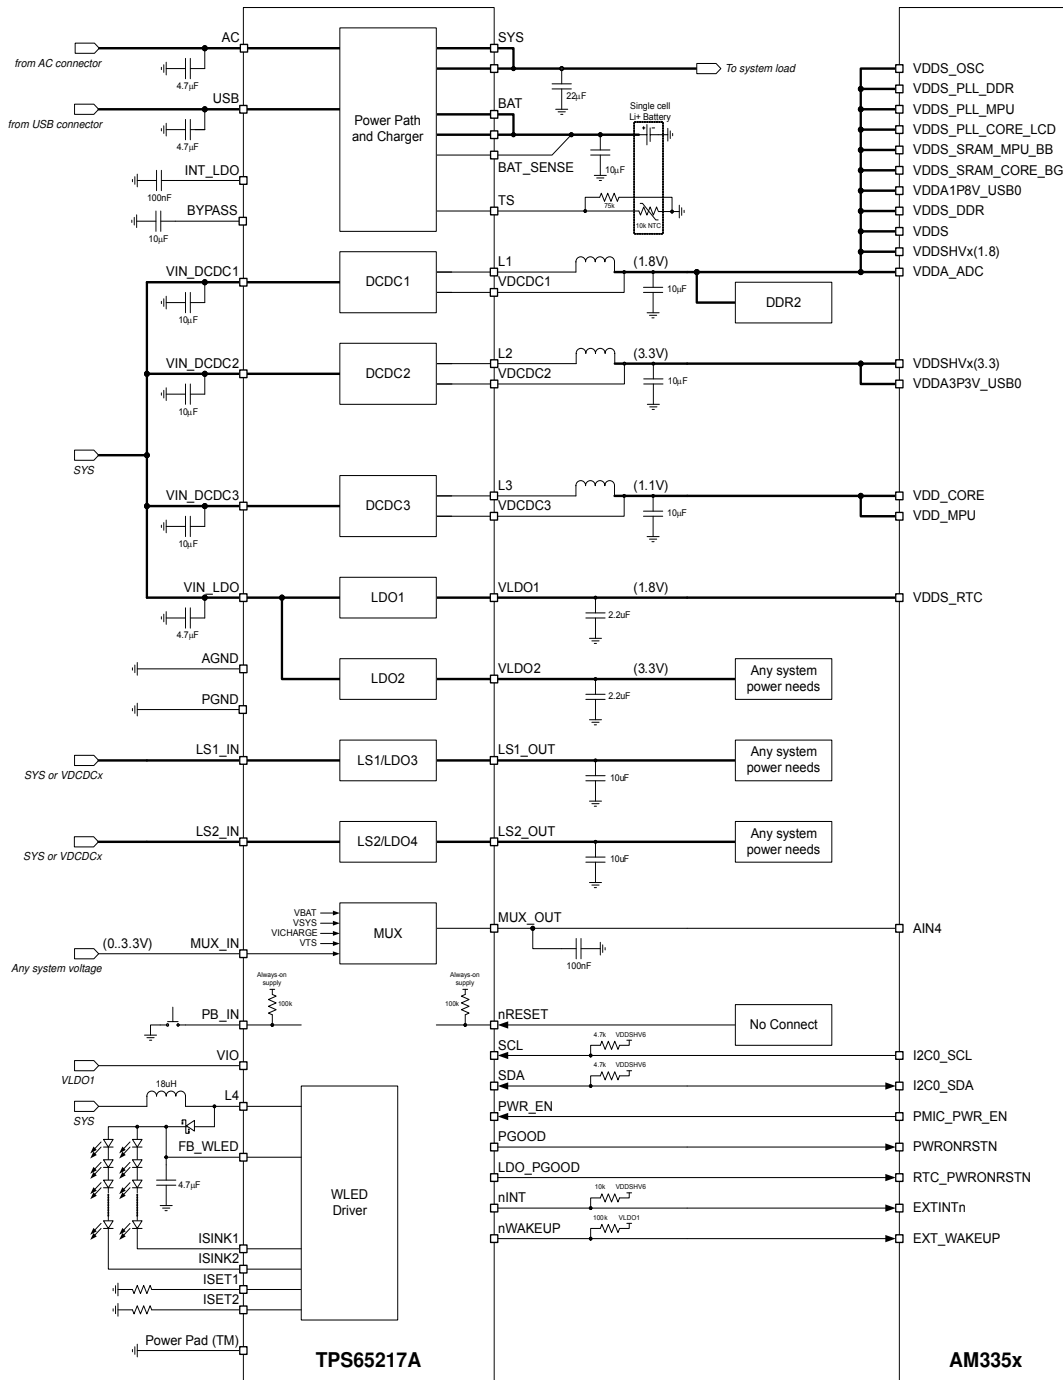 AC
from AC connector
4.7µF
USB
from USB connector
4.7µF
INT_LDO
100nF
BYPASS
10µF
Power Path
and Charger
SYS
To system load
22µF
BAT
Single cell
Li+ Battery
BAT_SENSE
10µF
TS
75k
10k NTC
VDDS_OSC
VDDS_PLL_DDR
VDDS_PLL_MPU
VDDS_PLL_CORE_LCD
VDDS_SRAM_MPU_BB
VDDS_SRAM_CORE_BG
VDDA1P8V_USB0
VDDS_DDR
VDDS
VDDSHVx(1.8)
VDDA_ADC
VIN_DCDC1
10µF
DCDC1
L1
VDCDC1
(1.8V)
10µF
DDR2
VIN_DCDC2
10µF
DCDC2
L2
VDCDC2
(3.3V)
10µF
VDDSHVx(3.3)
VDDA3P3V_USB0
SYS
VIN_DCDC3
10µF
DCDC3
L3
VDCDC3
(1.1V)
10µF
VDD_CORE
VDD_MPU
VIN_LDO
4.7µF
LDO1
VLDO1
(1.8V)
2.2uF
VDDS_RTC
AGND
LDO2
VLDO2
(3.3V)
2.2uF
Any system
power needs
PGND
LS1_IN
SYS or VDCDCx
LS1/LDO3
LS1_OUT
10uF
Any system
power needs
LS2_IN
SYS or VDCDCx
LS2/LDO4
LS2_OUT
10uF
Any system
power needs
VBAT
VSYS
VICHARGE
VTS
MUX
MUX_OUT
100nF
AIN4
(0..3.3V)
MUX_IN
Any system voltage
Always-on
supply
100k
Always-on
supply
100k
PB_IN
nRESET
No Connect
VIO
VLDO1
SCL
4.7k
VDDSHV6
I2C0_SCL
SDA
4.7k
VDDSHV6
I2C0_SDA
18uH
SYS
L4
PWR_EN
PMIC_PWR_EN
FB_WLED
4.7µF
PGOOD
PWRONRSTN
LDO_PGOOD
RTC_PWRONRSTN
WLED
Driver
nINT
10k
VDDSHV6
EXTINTn
nWAKEUP
100k
VLDO1
EXT_WAKEUP
ISINK1
ISINK2
ISET1
ISET2
Power Pad (TM)
TPS65217A
AM335x